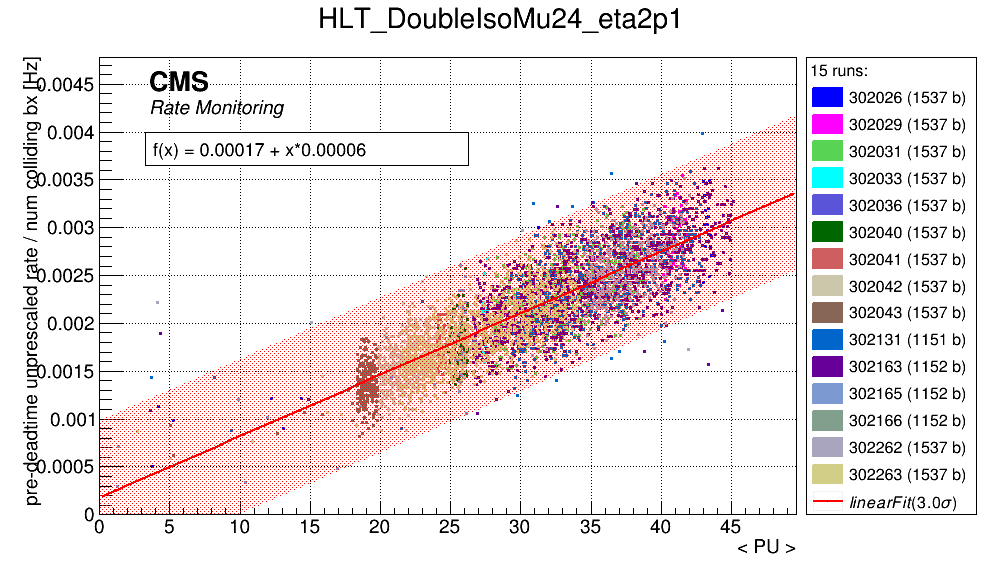 HLT_DoubleIsoMu24_eta2p1
pre-deadtime unprescaled rate / num colliding bx [Hz]
CMS
Rate Monitoring
f(x) = 0.00017 + x*0.00006
0.0045
0.004
0.0035
0.003
0.0025
0.002
0.0015
0.001
0.0005
0
0 5 10 15 20 25 30 35 40 45
< PU >
15 runs:
302026 (1537 b)
302029 (1537 b)
302031 (1537 b)
302033 (1537 b)
302036 (1537 b)
302040 (1537 b)
302041 (1537 b)
302042 (1537 b)
302043 (1537 b)
302131 (1151 b)
302163 (1152 b)
302165 (1152 b)
302166 (1152 b)
302262 (1537 b)
302263 (1537 b)
linearFit(3.0σ)